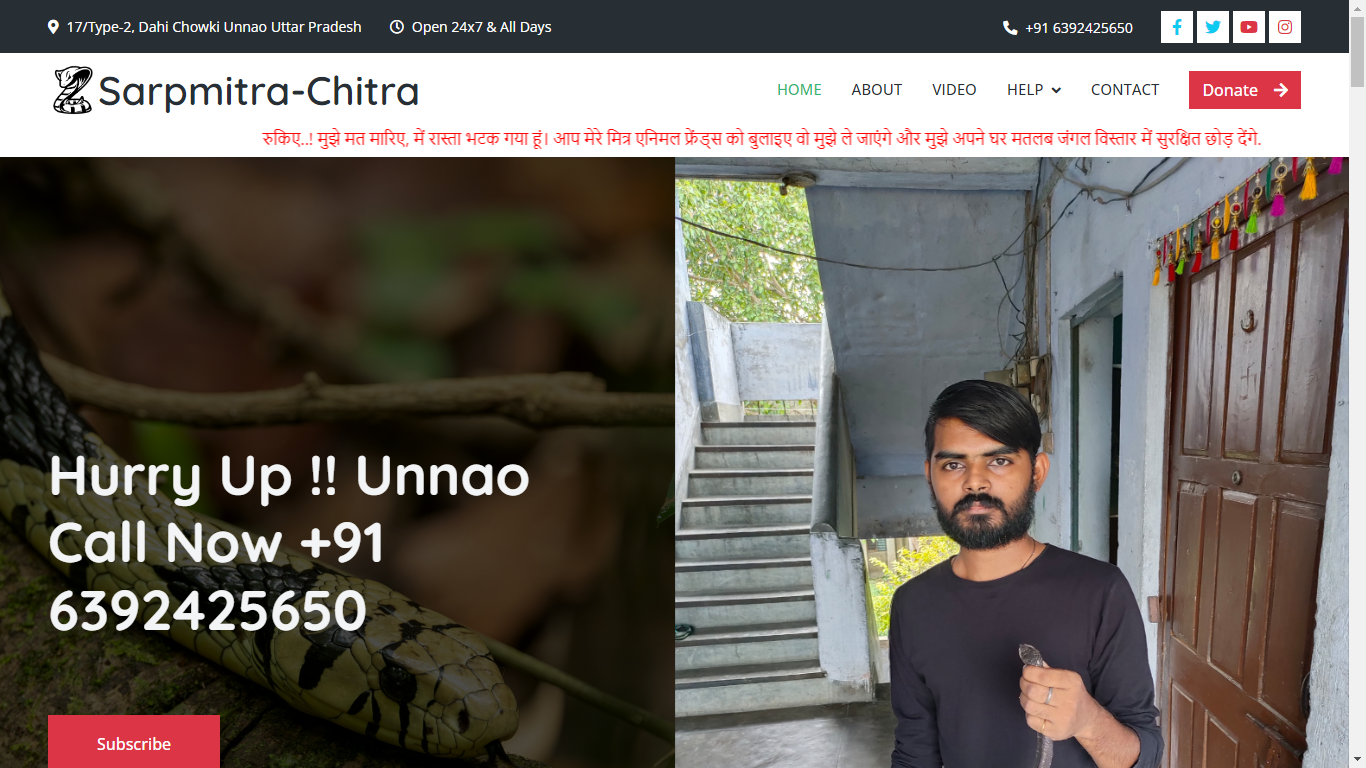 17/Type-2, Dahi Chowki Unnao Uttar Pradesh
Open 24x7 & All Days
+91 6392425650
Sarpmitra-Chitra
HOME
ABOUT
VIDEO
HELP
CONTACT
Donate
रुकिए..! मुझे मत मारिए, में रास्ता भटक गया हूं। आप मेरे मित्र एनिमल फ्रेंड्स को बुलाइए वो मुझे ले जाएंगे और मुझे अपने घर मतलब जंगल विस्तार में सुरक्षित छोड़ देंगे.
Hurry Up !! Unnao
Call Now +91
6392425650
Subscribe